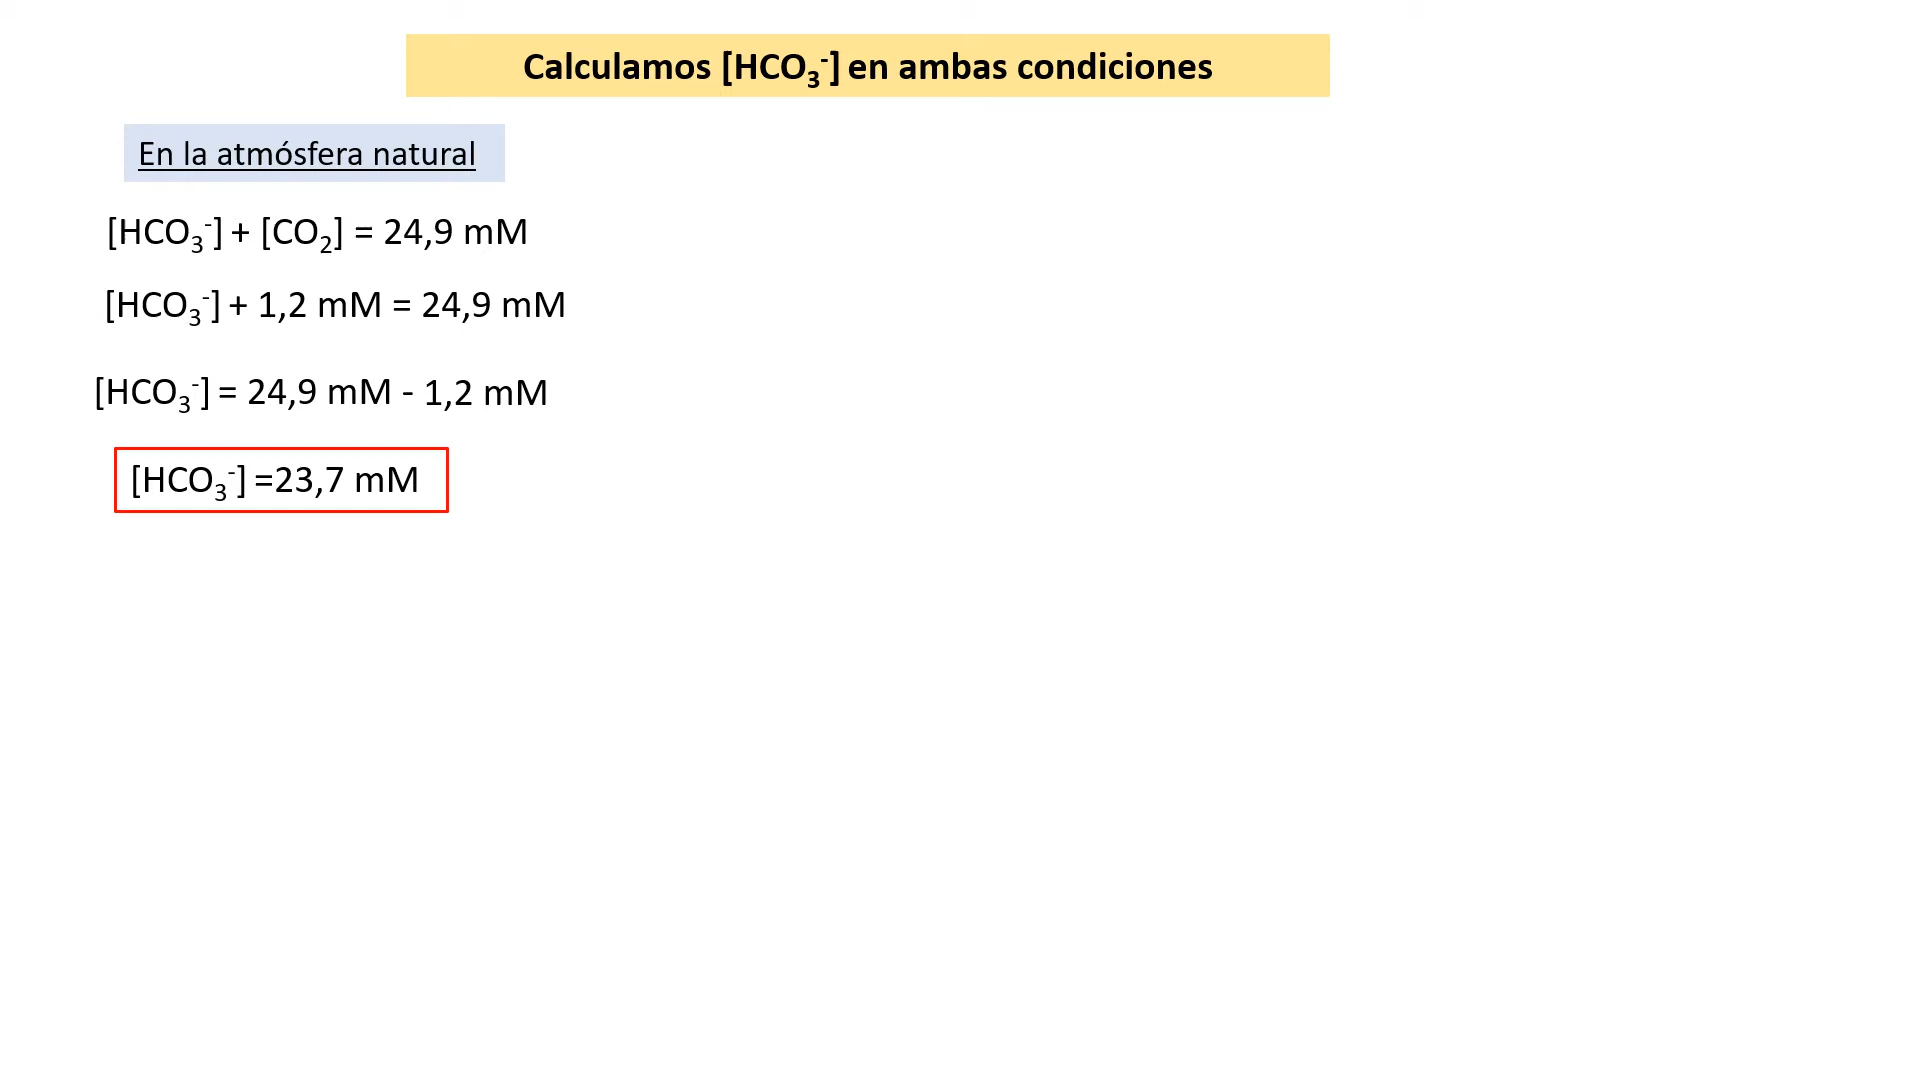 Calculamos [HCO₃⁻] en ambas condiciones
En la atmósfera natural
[HCO₃⁻] + [CO₂] = 24,9 mM
[HCO₃⁻] + 1,2 mM = 24,9 mM
[HCO₃⁻] = 24,9 mM - 1,2 mM
[HCO₃⁻] =23,7 mM